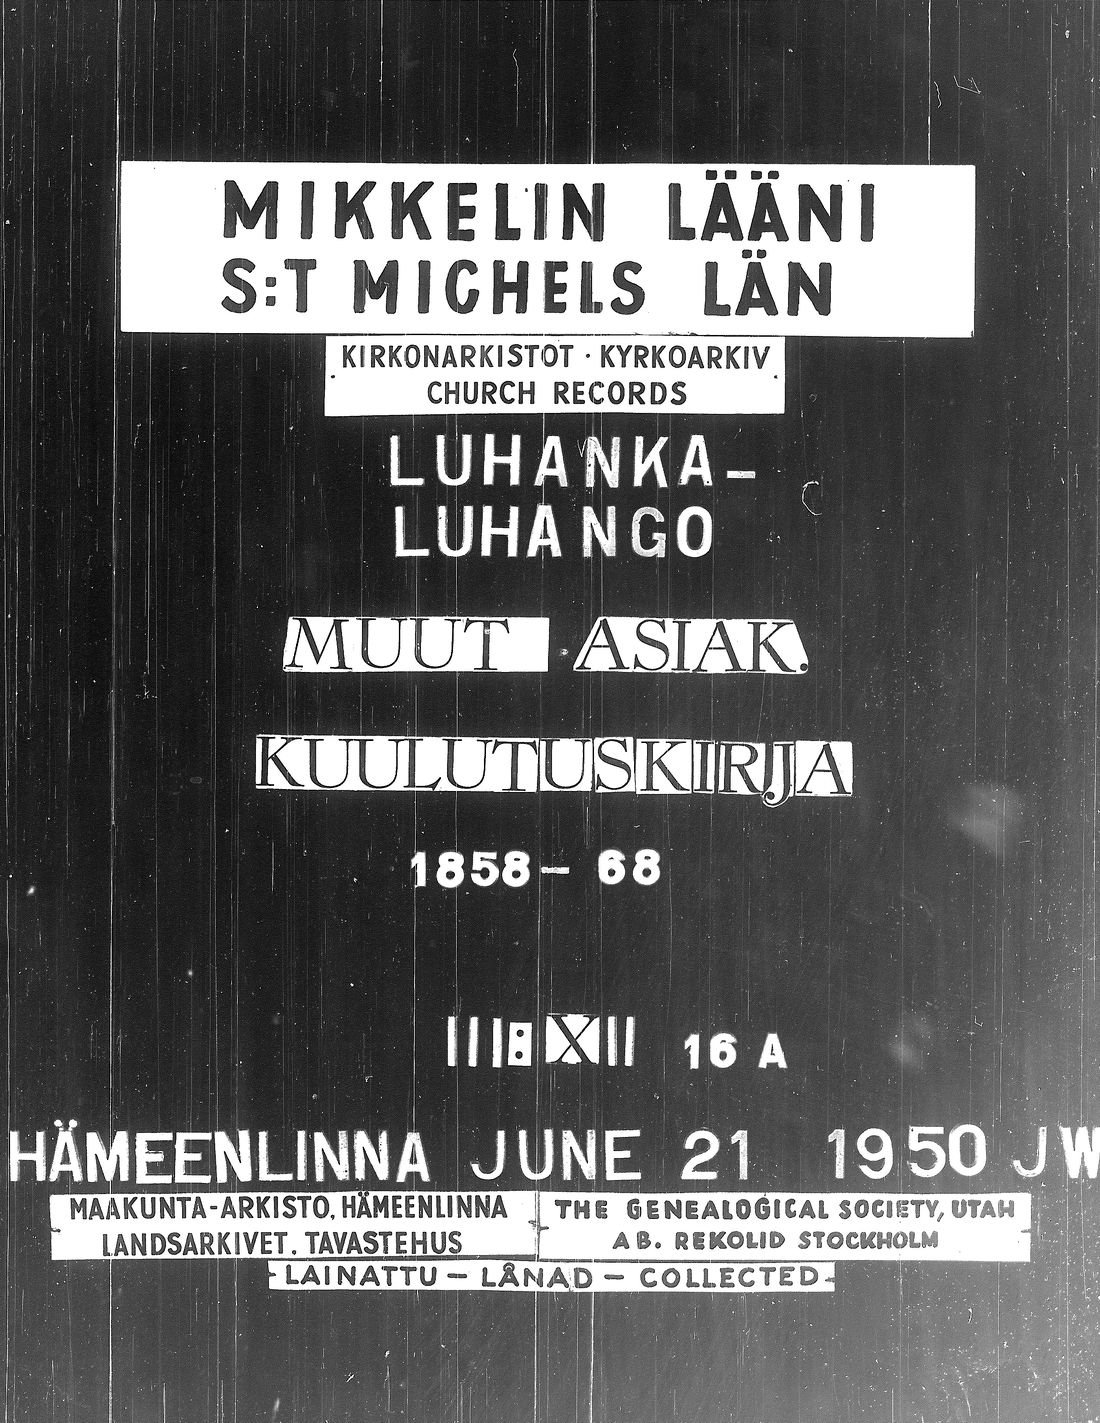 MIKKELIN LÄÄNI
S:T MICHELS LÄN
KIRKONARKISTOT · KYRKOARKIV
CHURCH RECORDS
LUHANKA-
LUHANGO
MUUT ASIAK.
KUULUTUSKIRJA
1858-68
III:XII 16 A
HÄMEENLINNA JUNE 21 1950 JW
MAAKUNTA-ARKISTO, HÄMEENLINNA
LANDSARKIVET, TAVASTEHUS
THE GENEALOGICAL SOCIETY, UTAH
AB. REKOLID STOCKHOLM
LAINATTU - LÅNAD - COLLECTED